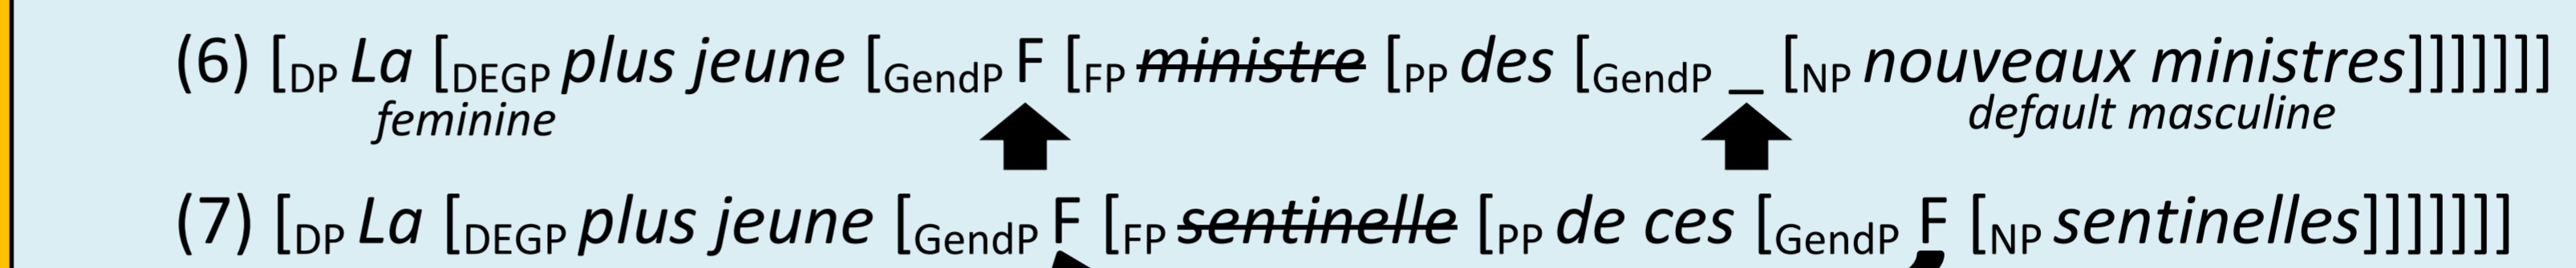 (6) [DP La [DEGP plus jeune [GendP F [FP ministre [PP des [GendP _ [NP nouveaux ministres]]]]]]]
feminine default masculine
(7) [DP La [DEGP plus jeune [GendP F [FP sentinelle [PP de ces [GendP F [NP sentinelles]]]]]]]